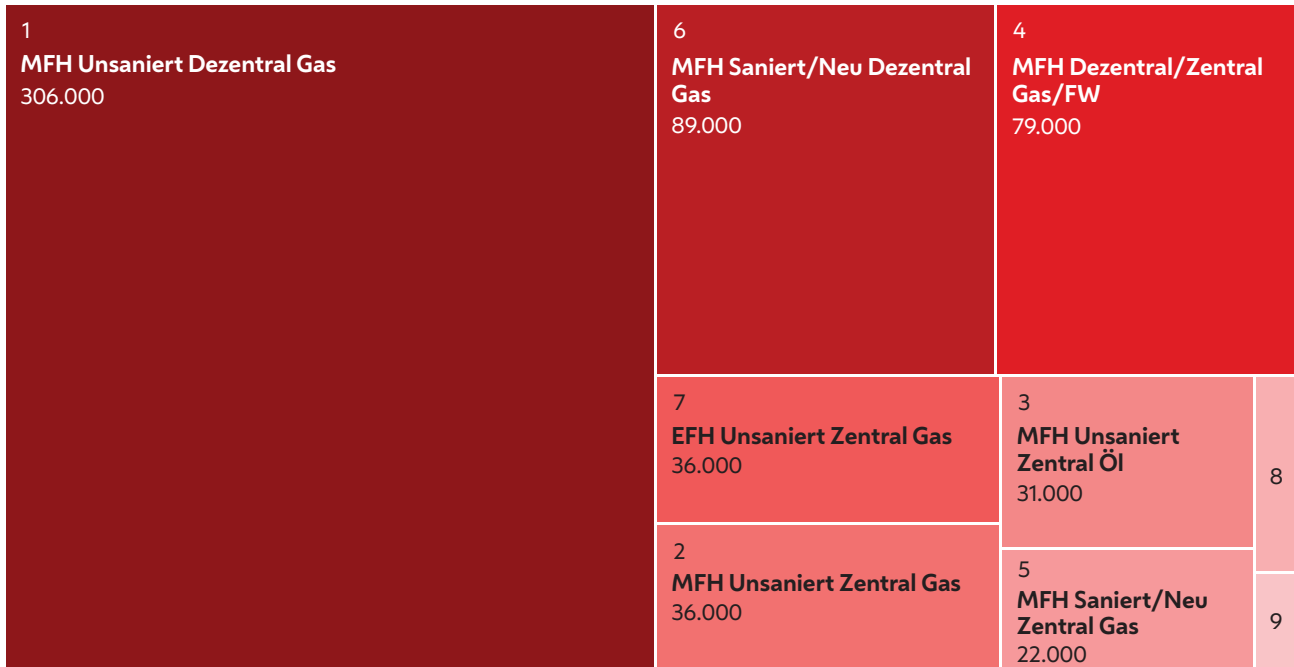 1
MFH Unsaniert Dezentral Gas
306.000
6
MFH Saniert/Neu Dezentral
Gas
89.000
4
MFH Dezentral/Zentral
Gas/FW
79.000
7
EFH Unsaniert Zentral Gas
36.000
2
MFH Unsaniert Zentral Gas
36.000
3
MFH Unsaniert
Zentral Öl
31.000
5
MFH Saniert/Neu
Zentral Gas
22.000
8
9